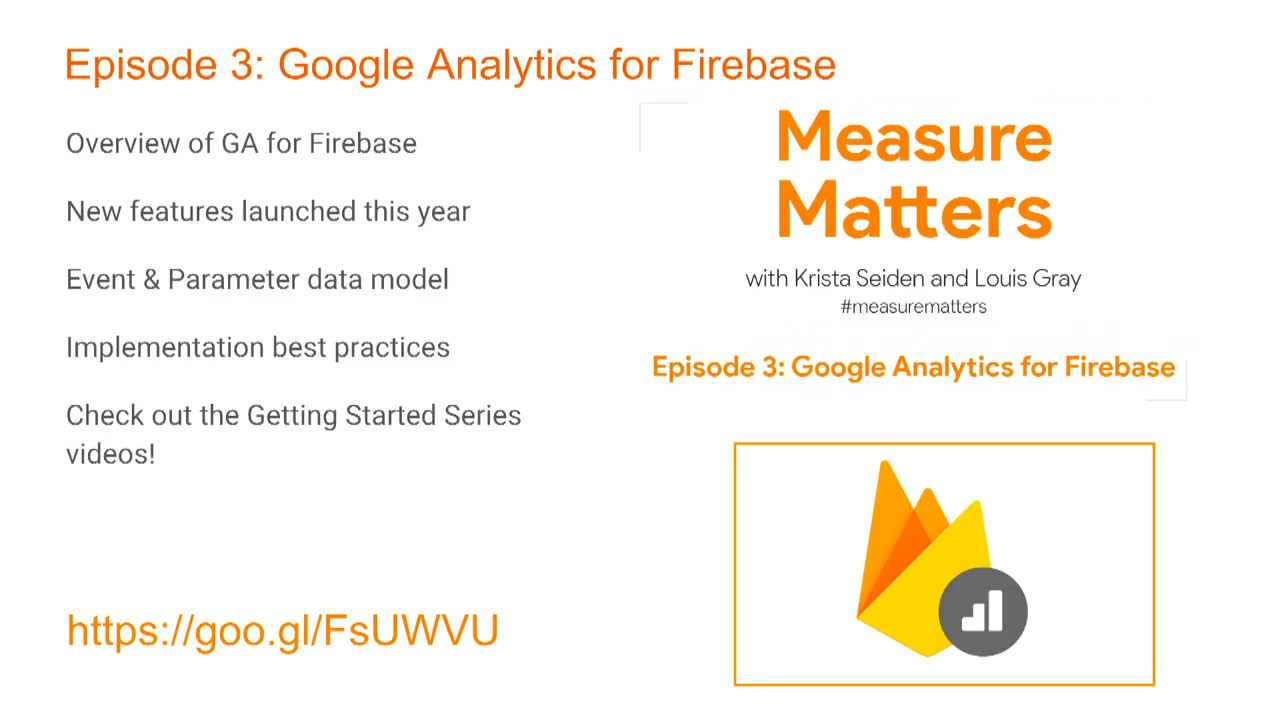 Episode 3: Google Analytics for Firebase
Overview of GA for Firebase
New features launched this year
Event & Parameter data model
Implementation best practices
Check out the Getting Started Series
videos!
https://goo.gl/FsUWVU
Measure
Matters
with Krista Seiden and Louis Gray
#measurematters
Episode 3: Google Analytics for Firebase